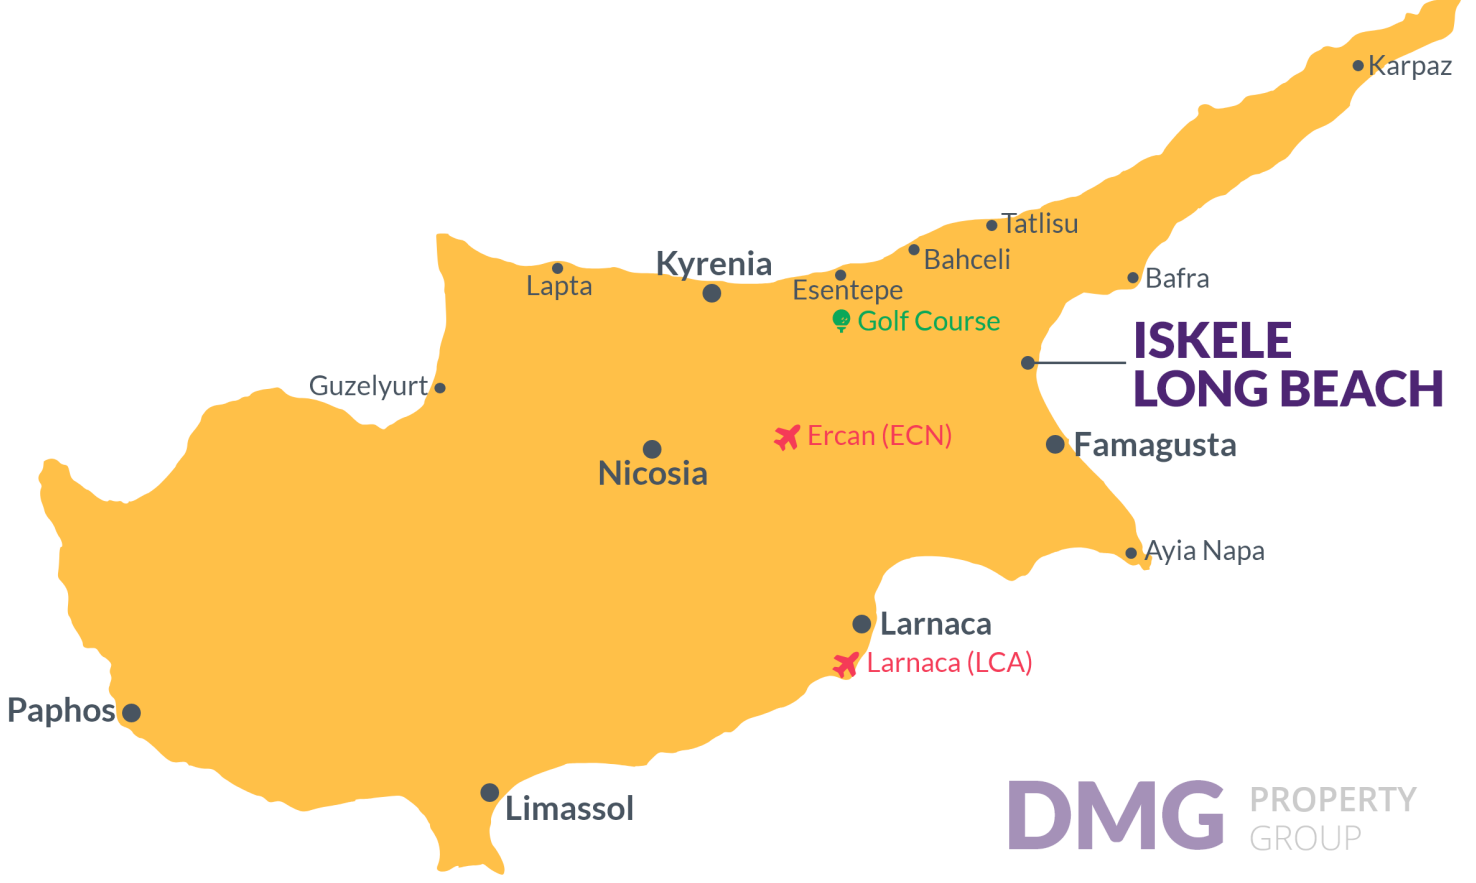 Karpaz
Tatlisu
Bahceli
Kyrenia
Lapta
Esentepe
Bafra
Golf Course
ISKELE
LONG BEACH
Guzelyurt
Ercan (ECN)
Famagusta
Nicosia
Ayia Napa
Larnaca
Larnaca (LCA)
Paphos
Limassol
DMG
PROPERTY
GROUP